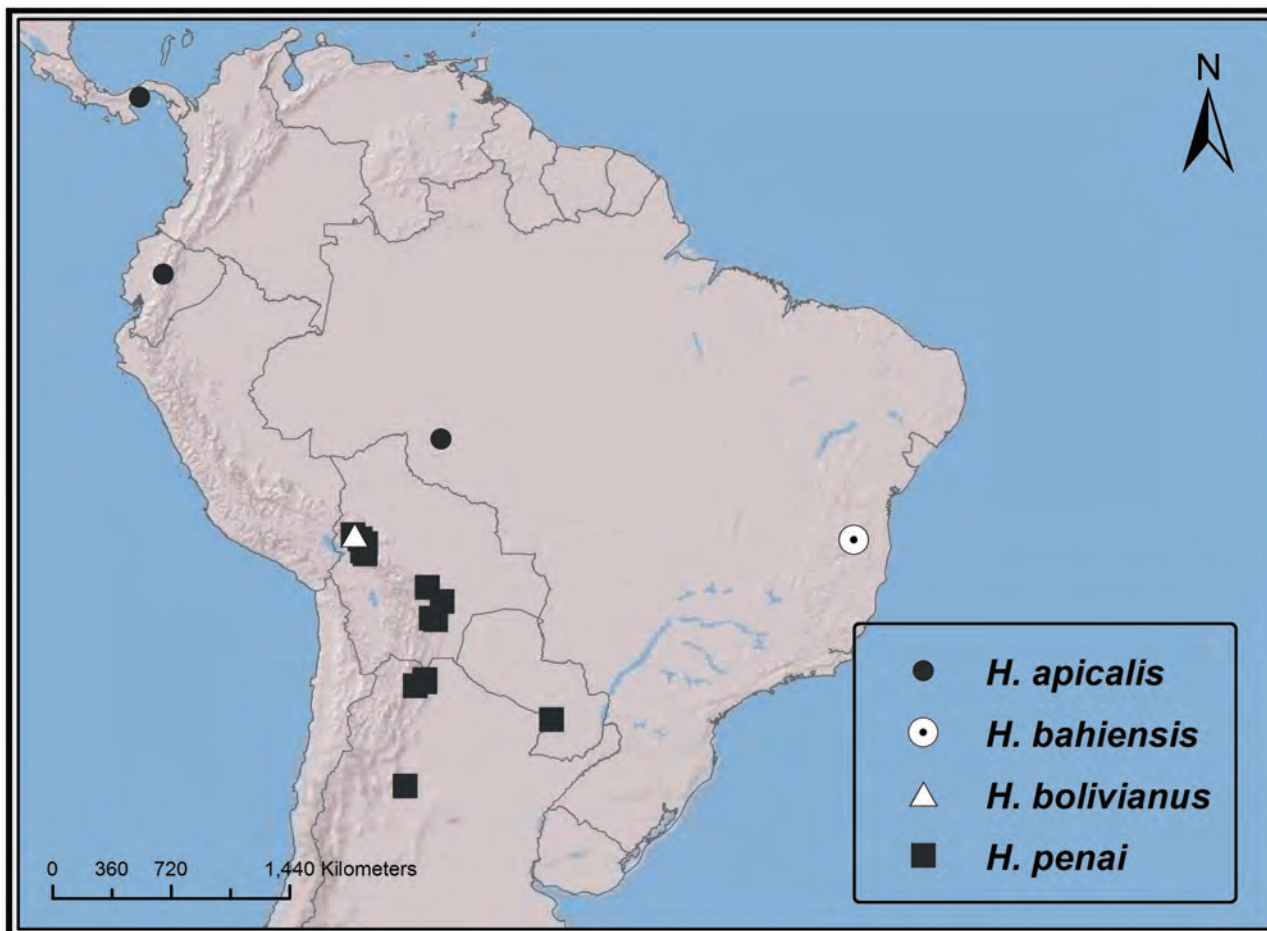 N
H. apicalis
H. bahiensis
H. bolivianus
H. penai
0 360 720 1,440 Kilometers